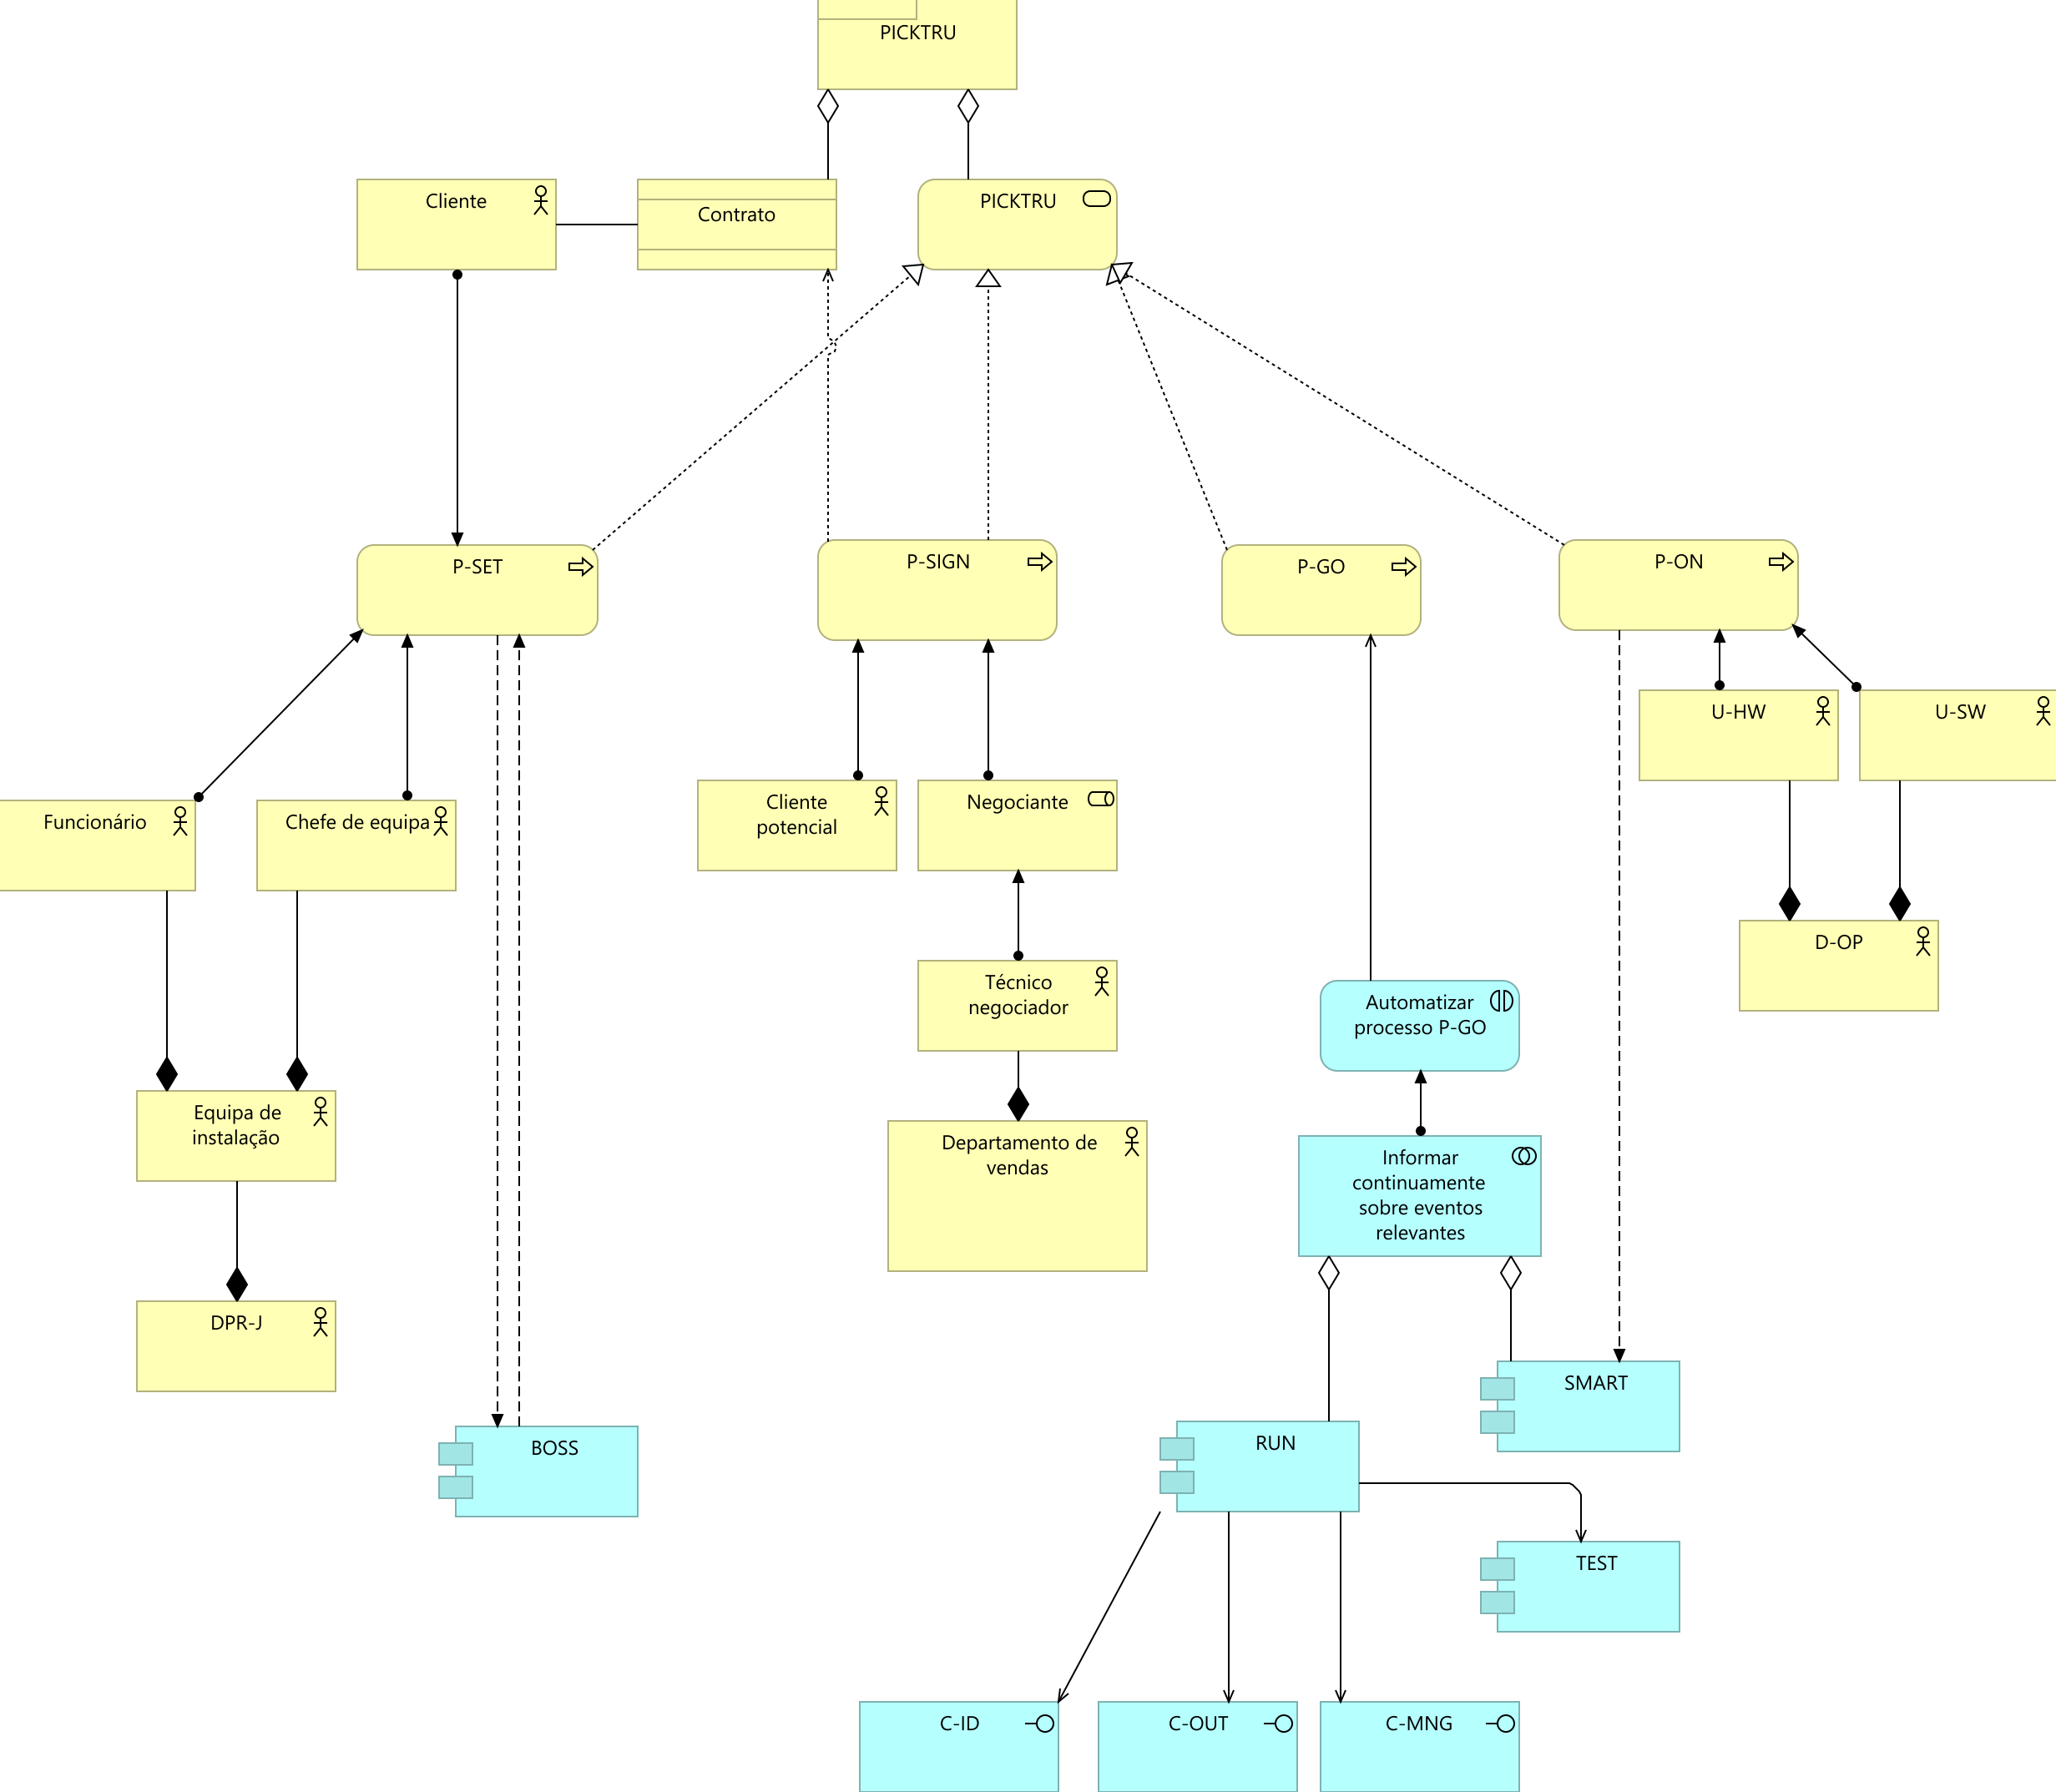 PICKTRU
Cliente
Contrato
PICKTRU
P-SET
P-SIGN
P-GO
P-ON
U-HW
U-SW
Funcionário
Chefe de equipa
Cliente
potencial
Negociante
D-OP
Técnico
negociador
Automatizar
processo P-GO
Equipa de
instalação
Departamento de
vendas
Informar
continuamente
sobre eventos
relevantes
DPR-J
SMART
BOSS
RUN
TEST
C-ID
C-OUT
C-MNG